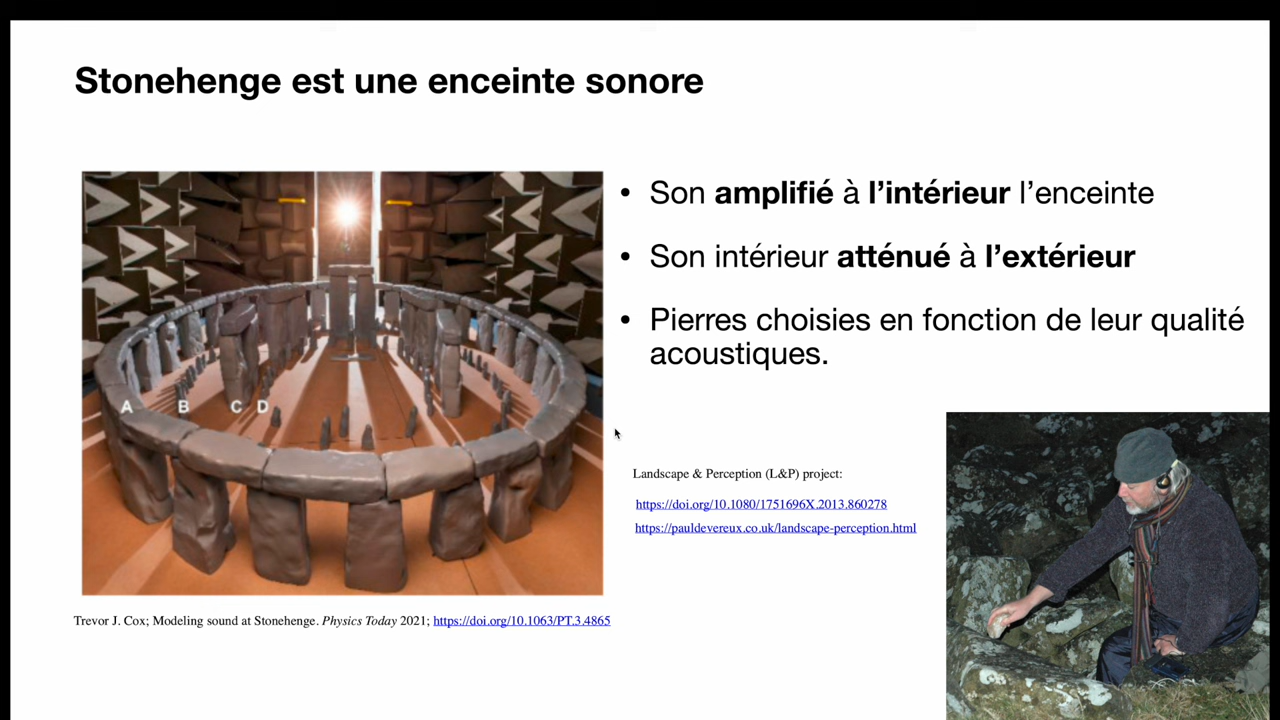 Stonehenge est une enceinte sonore
• Son amplifié à l’intérieur l’enceinte
• Son intérieur atténué à l’extérieur
• Pierres choisies en fonction de leur qualité
acoustiques.
A B C D
Landscape & Perception (L&P) project:
https://doi.org/10.1080/1751696X.2013.860278
https://pauldevereux.co.uk/landscape-perception.html
Trevor J. Cox; Modeling sound at Stonehenge. Physics Today 2021; https://doi.org/10.1063/PT.3.4865